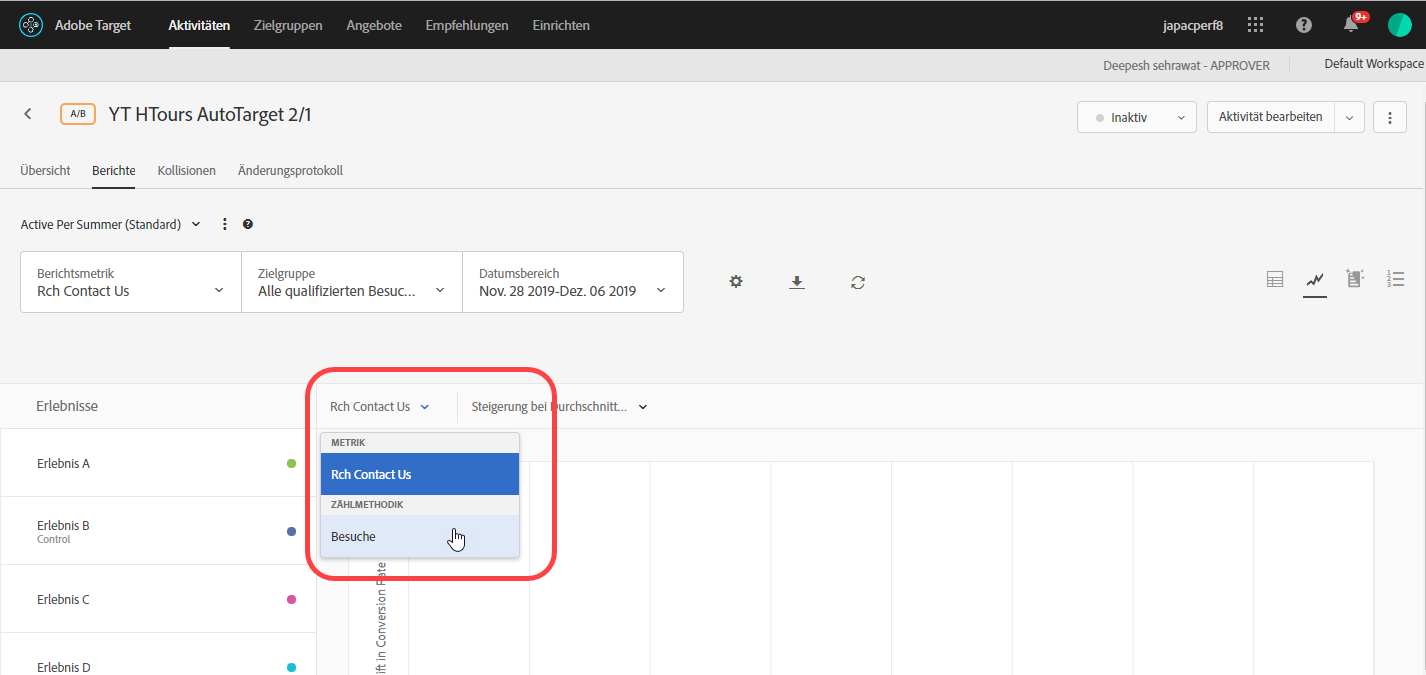 Adobe Target Aktivitäten Zielgruppen Angebote Empfehlungen Einrichten japacperf8 9+
Deepesh sehrawat - APPROVER Default Workspace
A/B YT HTours AutoTarget 2/1 Inaktiv Aktivität bearbeiten
Übersicht Berichte Kollisionen Änderungsprotokoll
Active Per Summer (Standard)
Berichtsmetrik Zielgruppe Datumsbereich
Rch Contact Us Alle qualifizierten Besuc... Nov. 28 2019-Dez. 06 2019
Erlebnisse Rch Contact Us Steigerung bei Durchschnitt...
METRIK
Erlebnis A
Rch Contact Us
ZÄHLMETHODIK
Erlebnis B
Control
Besuche
Erlebnis C
Erlebnis D
in Conversion Rate